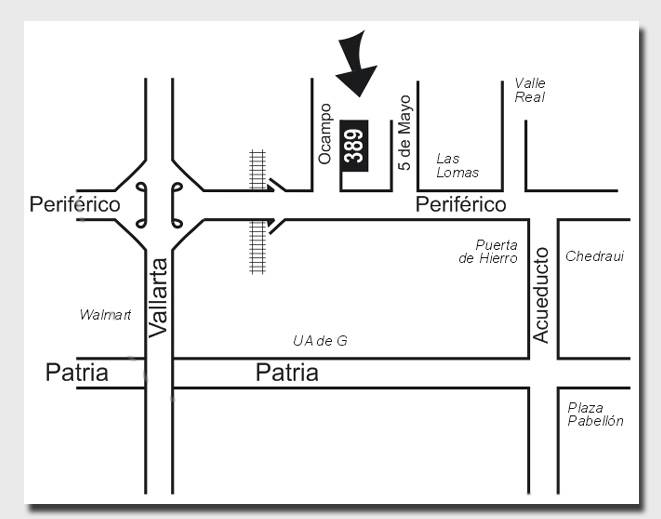 Valle
Real
Ocampo
389
5 de Mayo
Las
Lomas
Periférico
Periférico
Puerta
de Hierro
Acueducto
Chedraui
Vallarta
Walmart
UA de G
Patria
Patria
Plaza
Pabellón